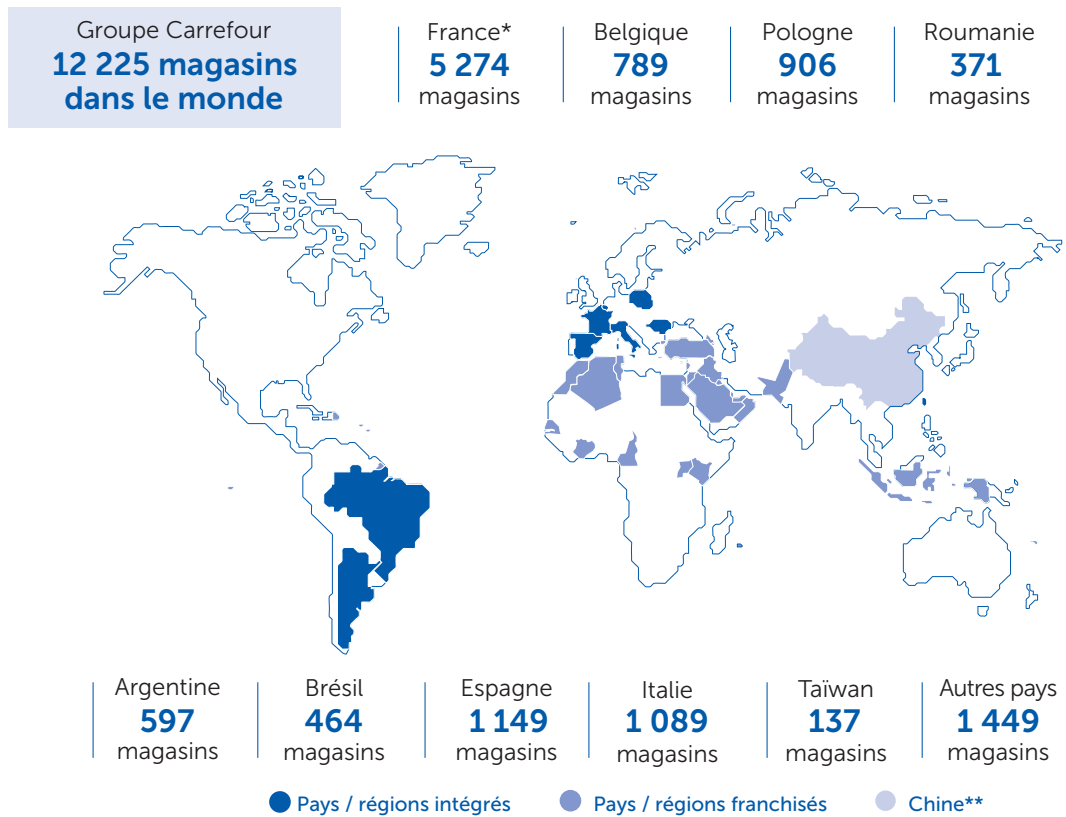 Groupe Carrefour
12 225 magasins
dans le monde
France*
5 274
magasins
Belgique
789
magasins
Pologne
906
magasins
Roumanie
371
magasins
Argentine
597
magasins
Brésil
464
magasins
Espagne
1 149
magasins
Italie
1 089
magasins
Taïwan
137
magasins
Autres pays
1 449
magasins
Pays / régions intégrés
Pays / régions franchisés
Chine**